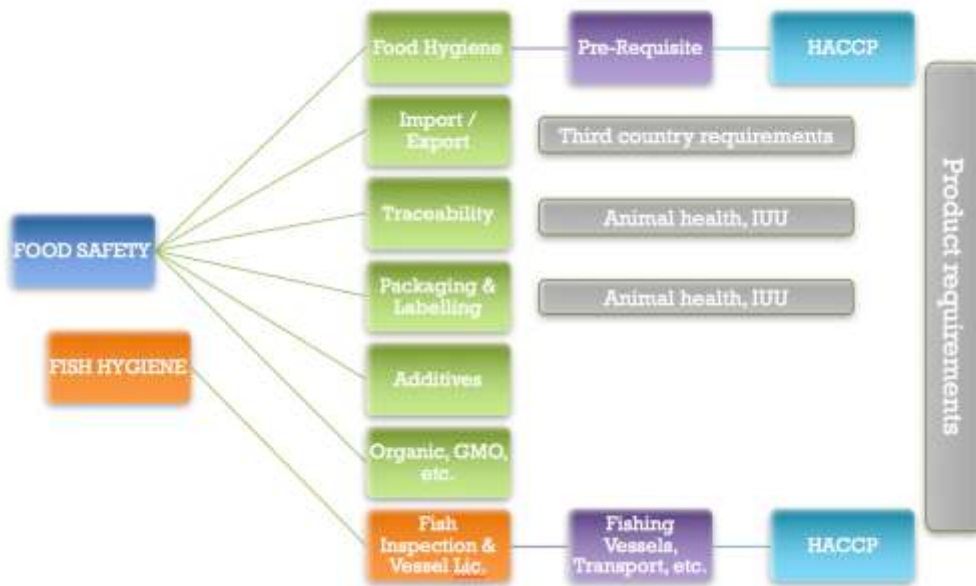 Food Hygiene
Pre-Requisite
HACCP
Import /
Export
Third country requirements
Traceability
Animal health, IUU
FOOD SAFETY
Packaging &
Labelling
Animal health, IUU
FISH HYGIENE
Additives
Organic, GMO,
etc.
Fish
Inspection &
Vessel Lic.
Fishing
Vessels,
Transport, etc.
HACCP
Product requirements